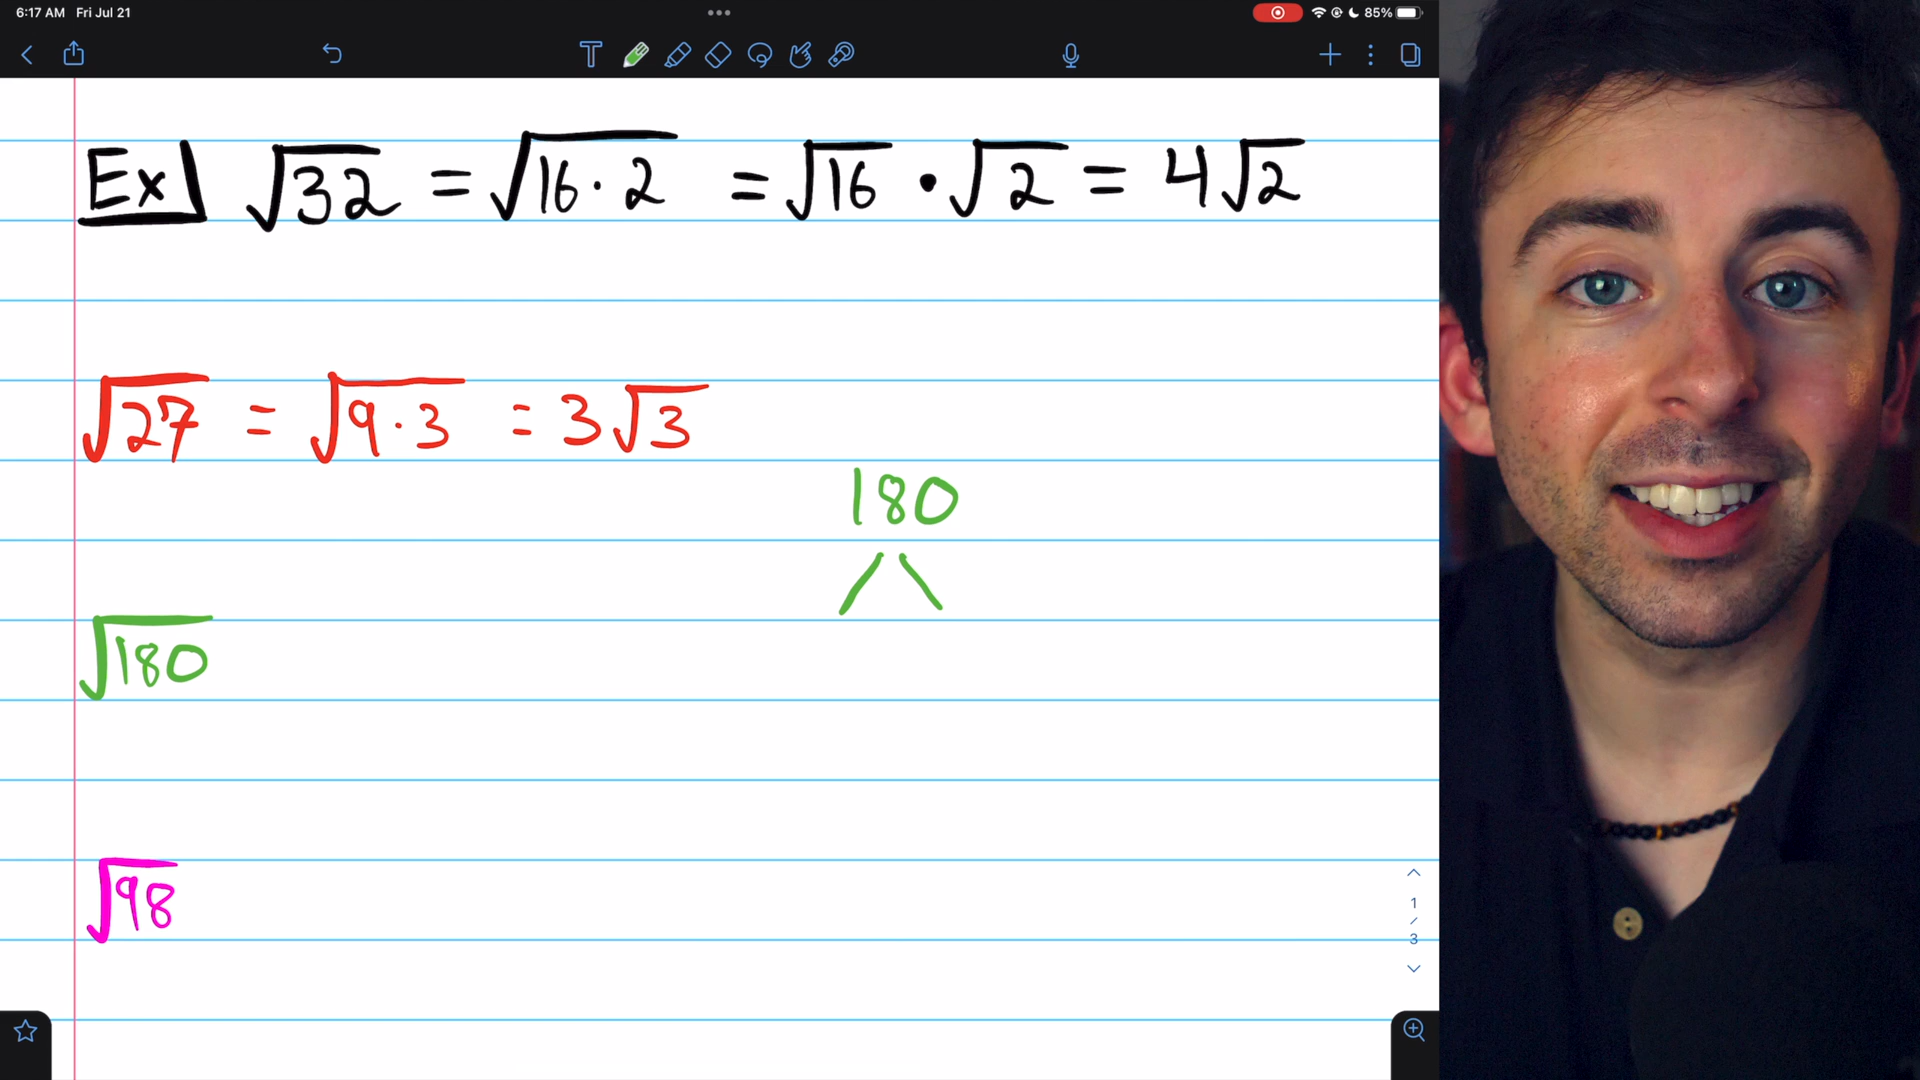 6:17 AM Fri Jul 21
85%
Ex √32 = √16·2 = √16 · √2 = 4√2
√27 = √9·3 = 3√3
180
√180
√98
1
/
3